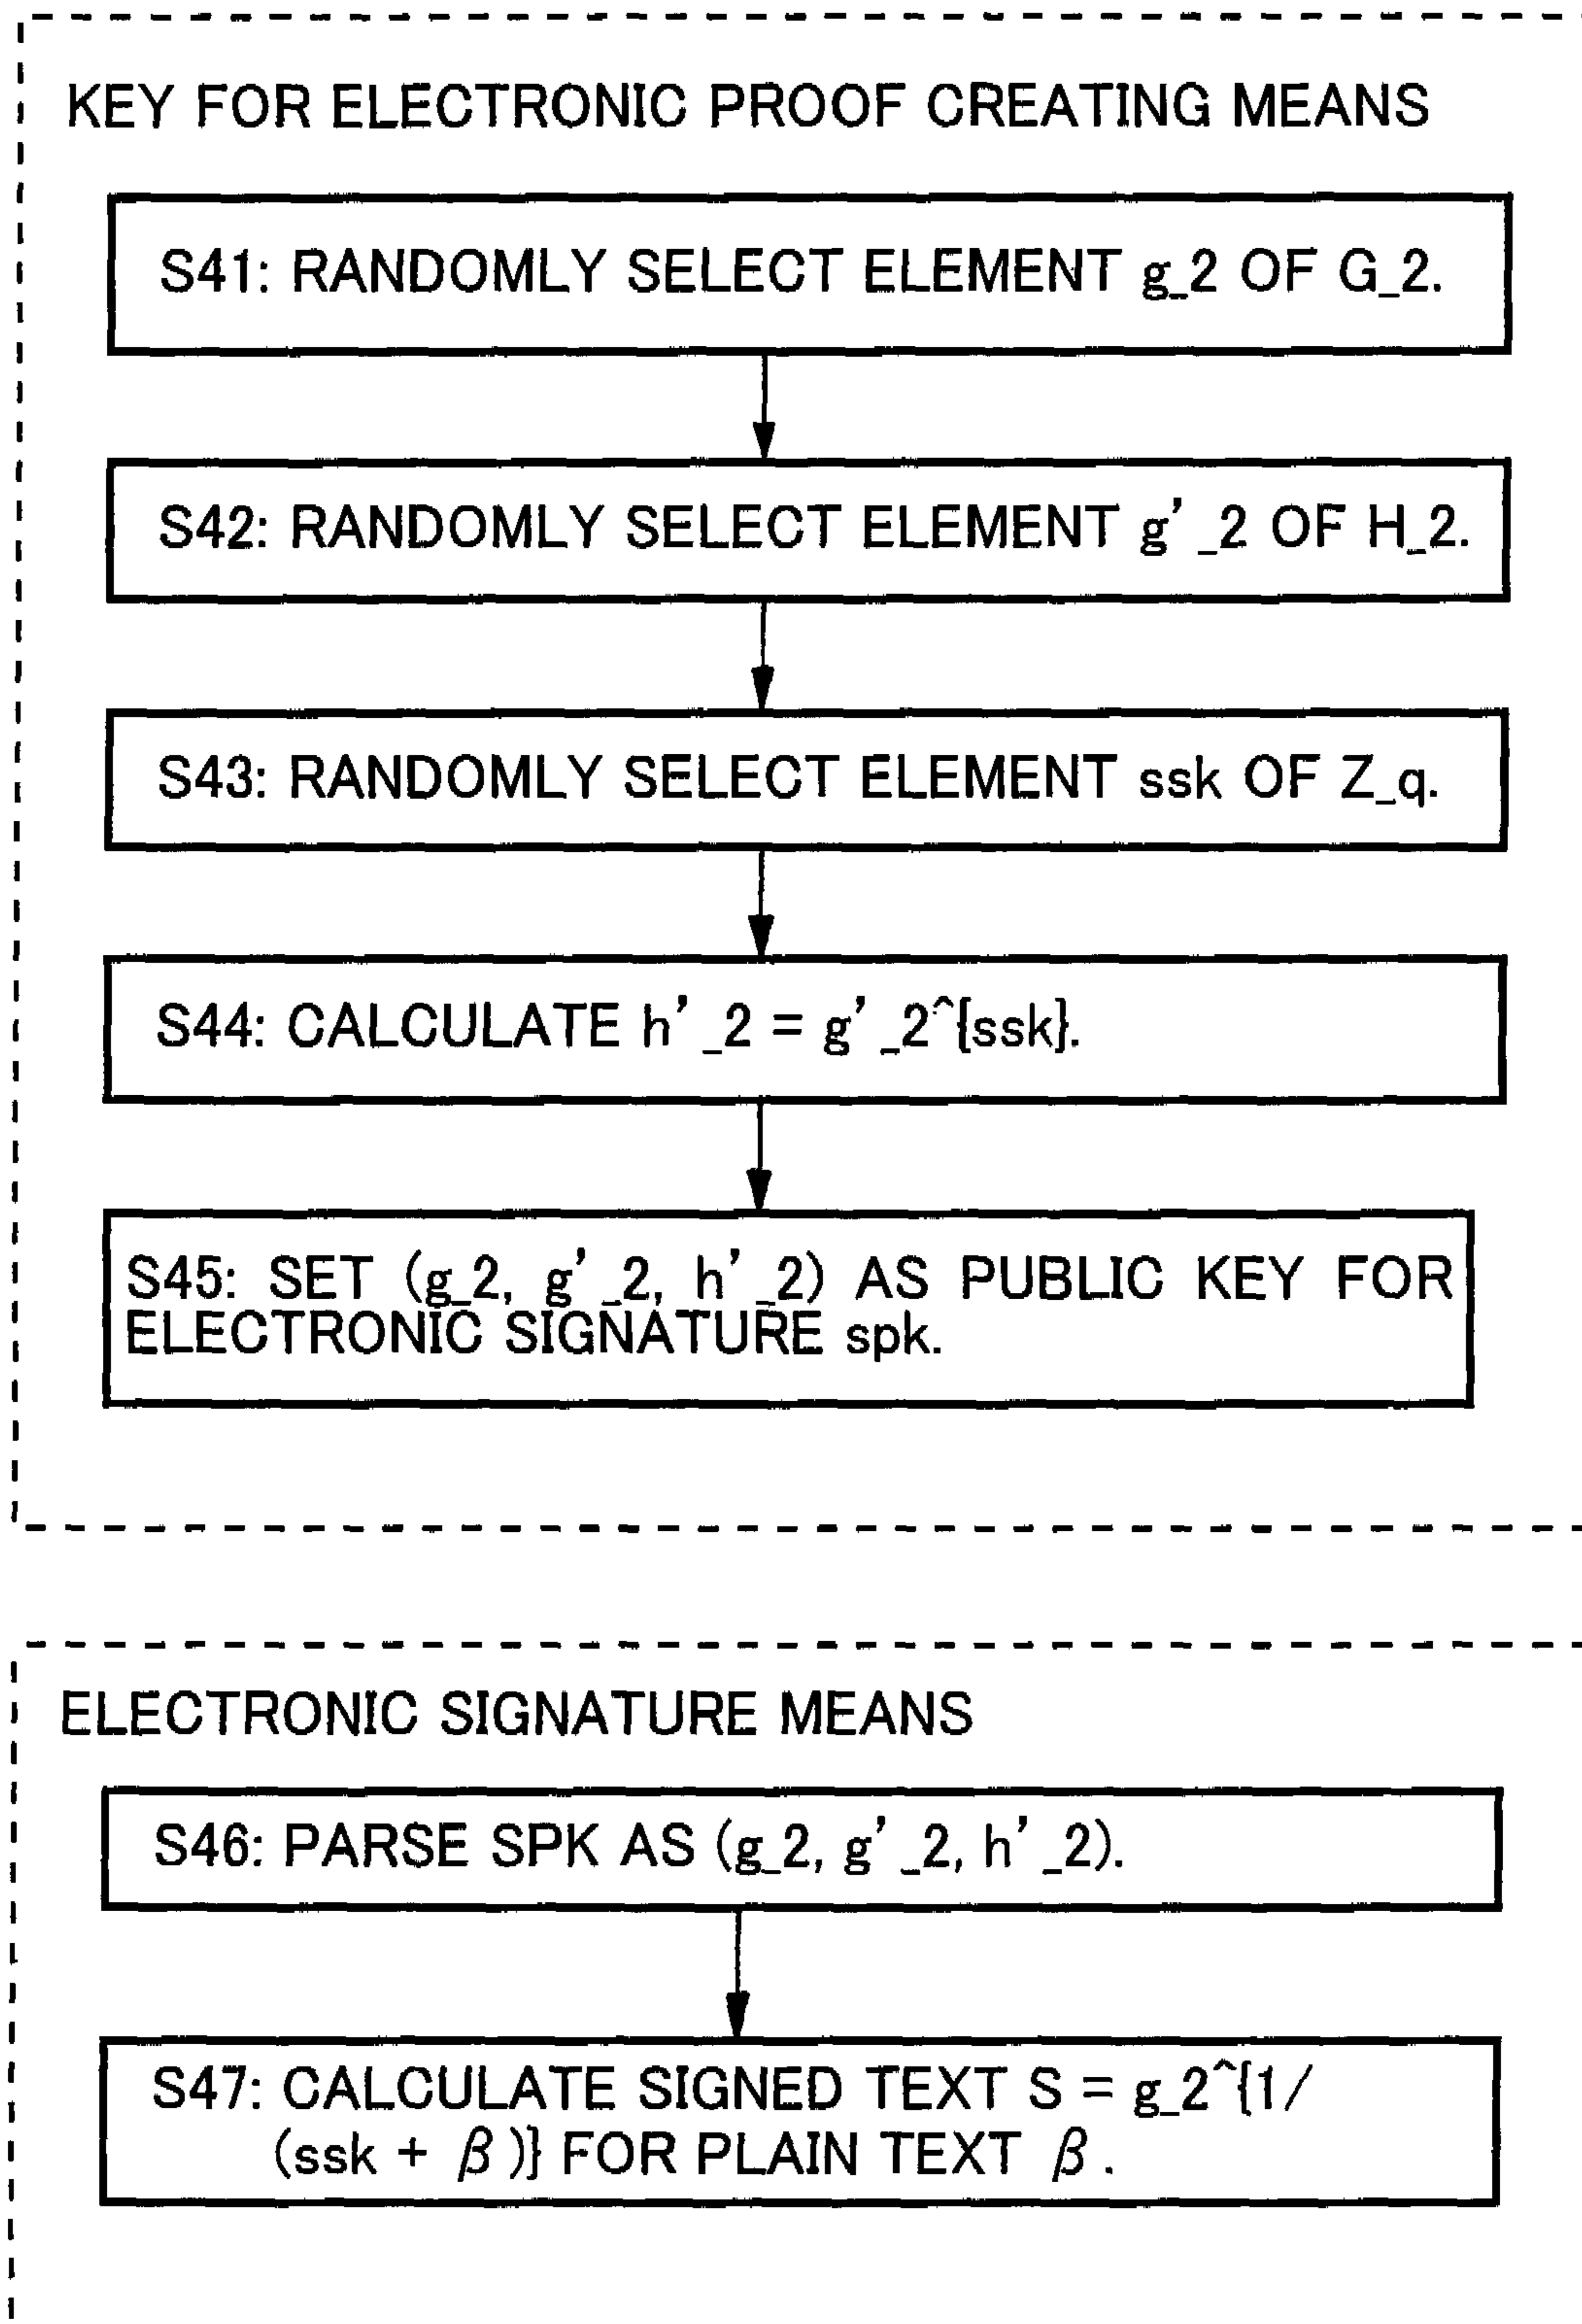 KEY FOR ELECTRONIC PROOF CREATING MEANS
S41: RANDOMLY SELECT ELEMENT g_2 OF G_2.
S42: RANDOMLY SELECT ELEMENT g'_2 OF H_2.
S43: RANDOMLY SELECT ELEMENT ssk OF Z_q.
S44: CALCULATE h'_2 = g'_2^{ssk}.
S45: SET (g_2, g'_2, h'_2) AS PUBLIC KEY FOR
ELECTRONIC SIGNATURE spk.
ELECTRONIC SIGNATURE MEANS
S46: PARSE SPK AS (g_2, g'_2, h'_2).
S47: CALCULATE SIGNED TEXT S = g_2^{1/
(ssk + β)} FOR PLAIN TEXT β.